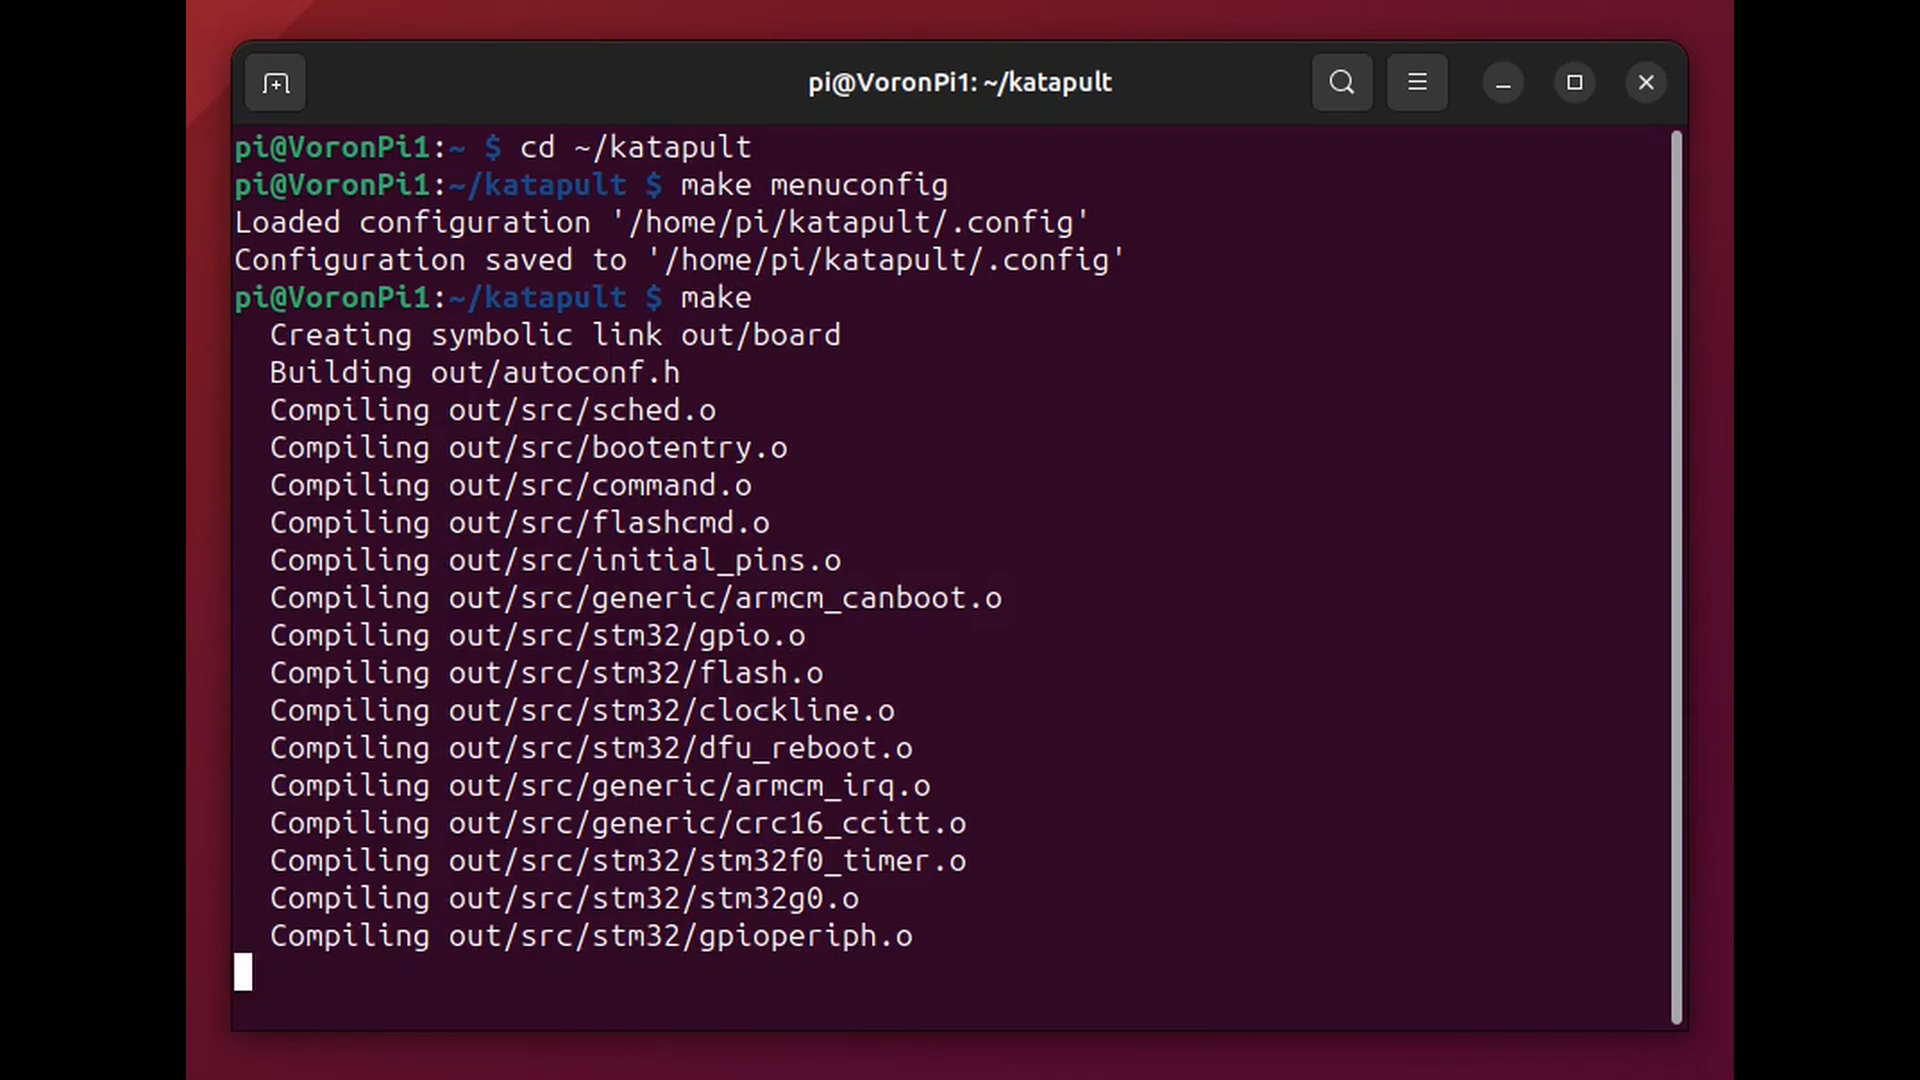 pi@VoronPi1: ~/katapult
pi@VoronPi1:~ $ cd ~/katapult
pi@VoronPi1:~/katapult $ make menuconfig
Loaded configuration '/home/pi/katapult/.config'
Configuration saved to '/home/pi/katapult/.config'
pi@VoronPi1:~/katapult $ make
  Creating symbolic link out/board
  Building out/autoconf.h
  Compiling out/src/sched.o
  Compiling out/src/bootentry.o
  Compiling out/src/command.o
  Compiling out/src/flashcmd.o
  Compiling out/src/initial_pins.o
  Compiling out/src/generic/armcm_canboot.o
  Compiling out/src/stm32/gpio.o
  Compiling out/src/stm32/flash.o
  Compiling out/src/stm32/clockline.o
  Compiling out/src/stm32/dfu_reboot.o
  Compiling out/src/generic/armcm_irq.o
  Compiling out/src/generic/crc16_ccitt.o
  Compiling out/src/stm32/stm32f0_timer.o
  Compiling out/src/stm32/stm32g0.o
  Compiling out/src/stm32/gpioperiph.o